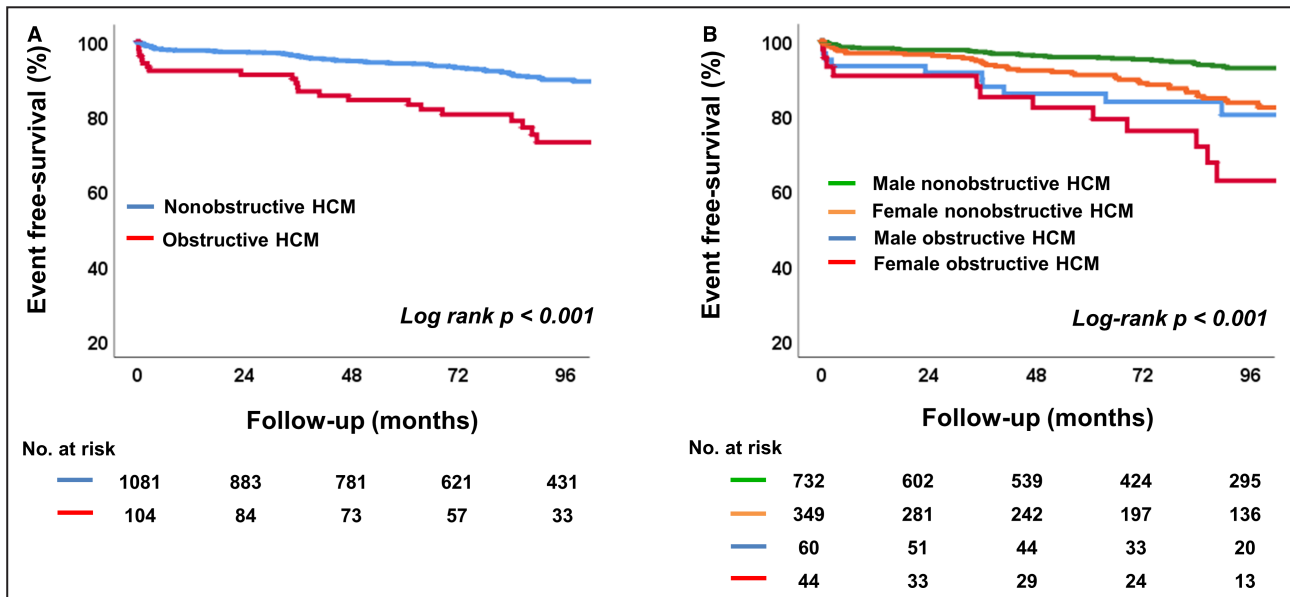 A
Event free-survival (%)
100
80
60
40
20
Nonobstructive HCM
Obstructive HCM
Log rank p < 0.001
0 24 48 72 96
Follow-up (months)
No. at risk
1081 883 781 621 431
104 84 73 57 33
B
Event free-survival (%)
100
80
60
40
20
Male nonobstructive HCM
Female nonobstructive HCM
Male obstructive HCM
Female obstructive HCM
Log-rank p < 0.001
0 24 48 72 96
Follow-up (months)
No. at risk
732 602 539 424 295
349 281 242 197 136
60 51 44 33 20
44 33 29 24 13